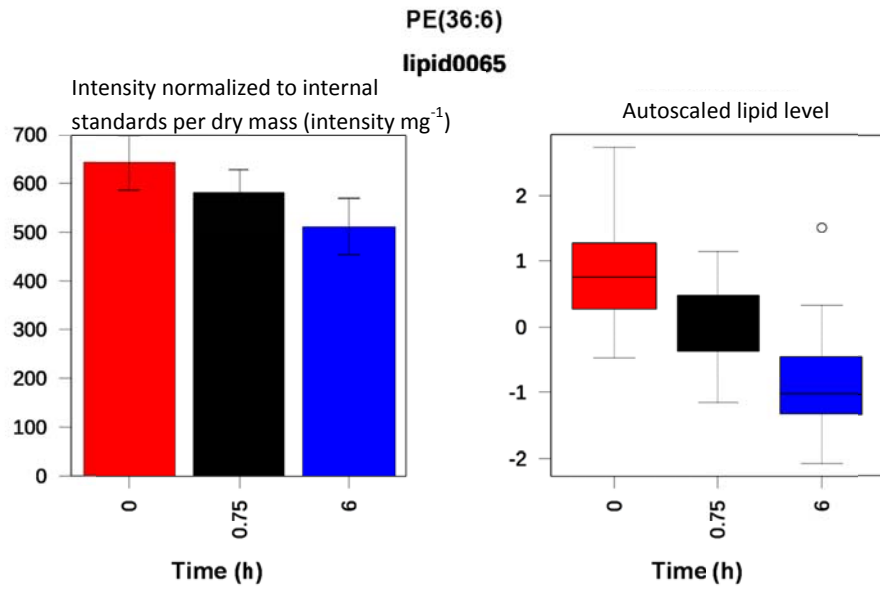 PE(36:6)
lipid0065
Intensity normalized to internal
standards per dry mass (intensity mg⁻¹)
700
600
500
400
300
200
100
0
0
0.75
6
Time (h)
Autoscaled lipid level
2
1
0
-1
-2
0
0.75
6
Time (h)